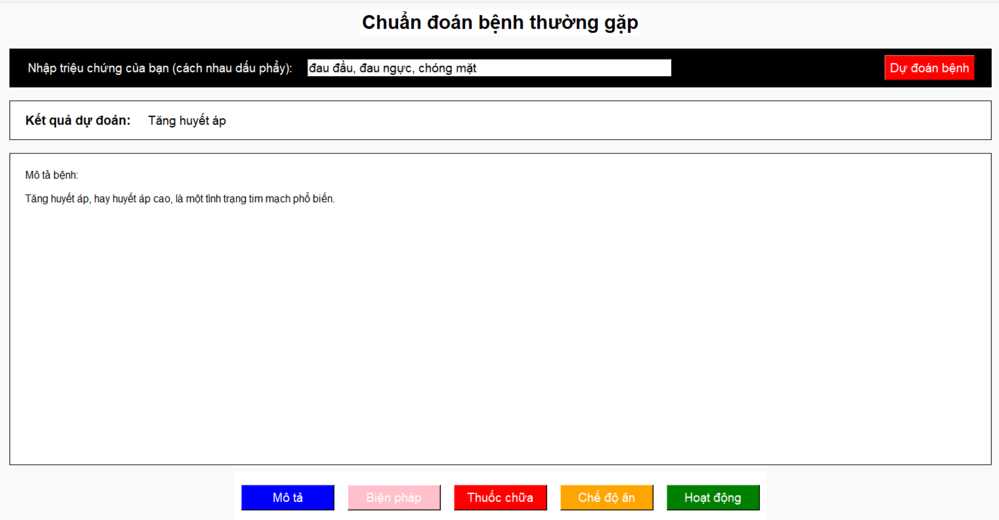 Chuẩn đoán bệnh thường gặp
Nhập triệu chứng của bạn (cách nhau dấu phẩy): đau đầu, đau ngực, chóng mặt Dự đoán bệnh
Kết quả dự đoán: Tăng huyết áp
Mô tả bệnh:
Tăng huyết áp, hay huyết áp cao, là một tình trạng tim mạch phổ biến.
Mô tả Biện pháp Thuốc chữa Chế độ ăn Hoạt động